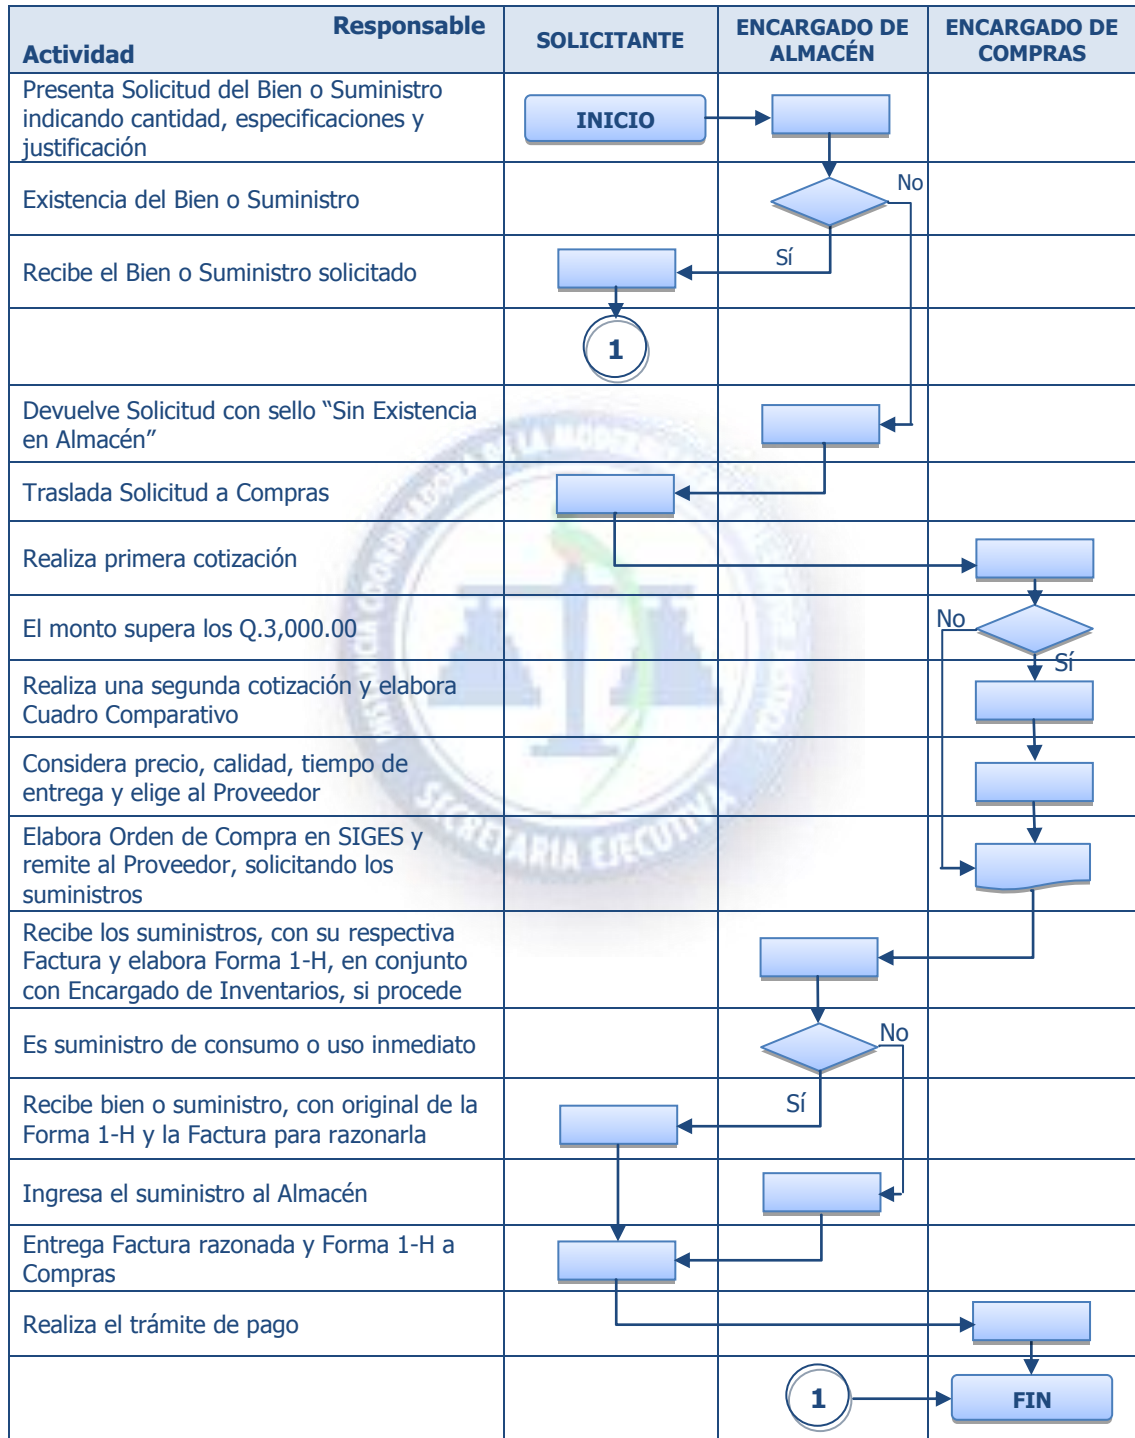 Responsable
Actividad
SOLICITANTE
ENCARGADO DE
ALMACÉN
ENCARGADO DE
COMPRAS
Presenta Solicitud del Bien o Suministro
indicando cantidad, especificaciones y
justificación
INICIO
Existencia del Bien o Suministro
No
Recibe el Bien o Suministro solicitado
Sí
1
Devuelve Solicitud con sello “Sin Existencia
en Almacén”
Traslada Solicitud a Compras
Realiza primera cotización
El monto supera los Q.3,000.00
No
Sí
Realiza una segunda cotización y elabora
Cuadro Comparativo
Considera precio, calidad, tiempo de
entrega y elige al Proveedor
Elabora Orden de Compra en SIGES y
remite al Proveedor, solicitando los
suministros
Recibe los suministros, con su respectiva
Factura y elabora Forma 1-H, en conjunto
con Encargado de Inventarios, si procede
Es suministro de consumo o uso inmediato
No
Recibe bien o suministro, con original de la
Forma 1-H y la Factura para razonarla
Sí
Ingresa el suministro al Almacén
Entrega Factura razonada y Forma 1-H a
Compras
Realiza el trámite de pago
1
FIN
SECRETARIA EJECUTIVA